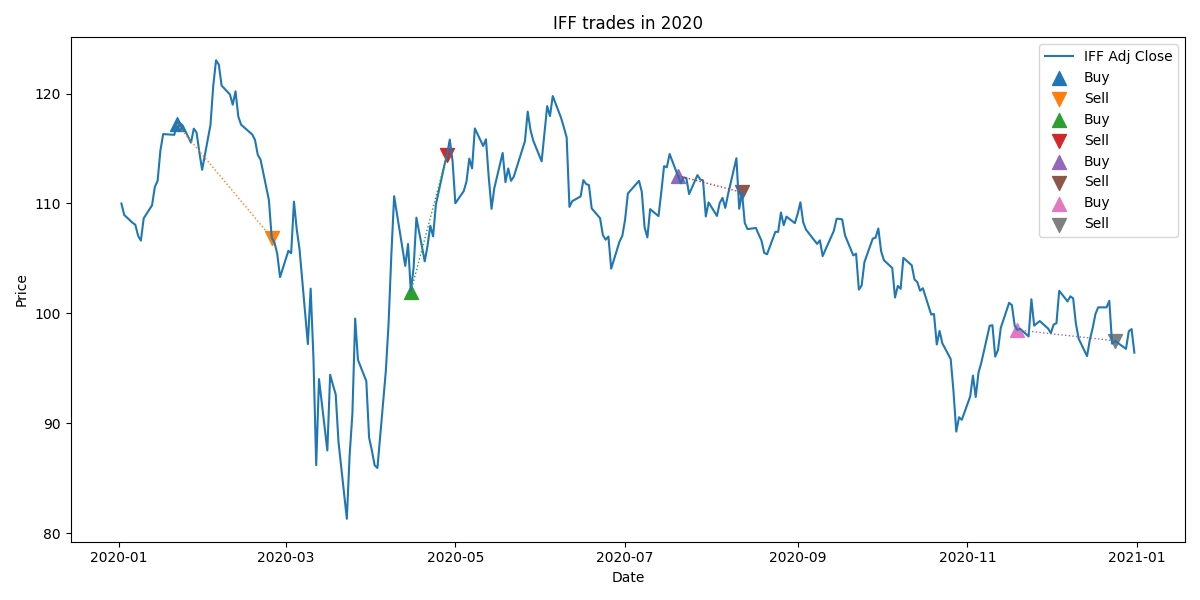 IFF trades in 2020
IFF Adj Close
Buy
Sell
Buy
Sell
Buy
Sell
Buy
Sell
Price
120
110
100
90
80
2020-01
2020-03
2020-05
2020-07
2020-09
2020-11
2021-01
Date